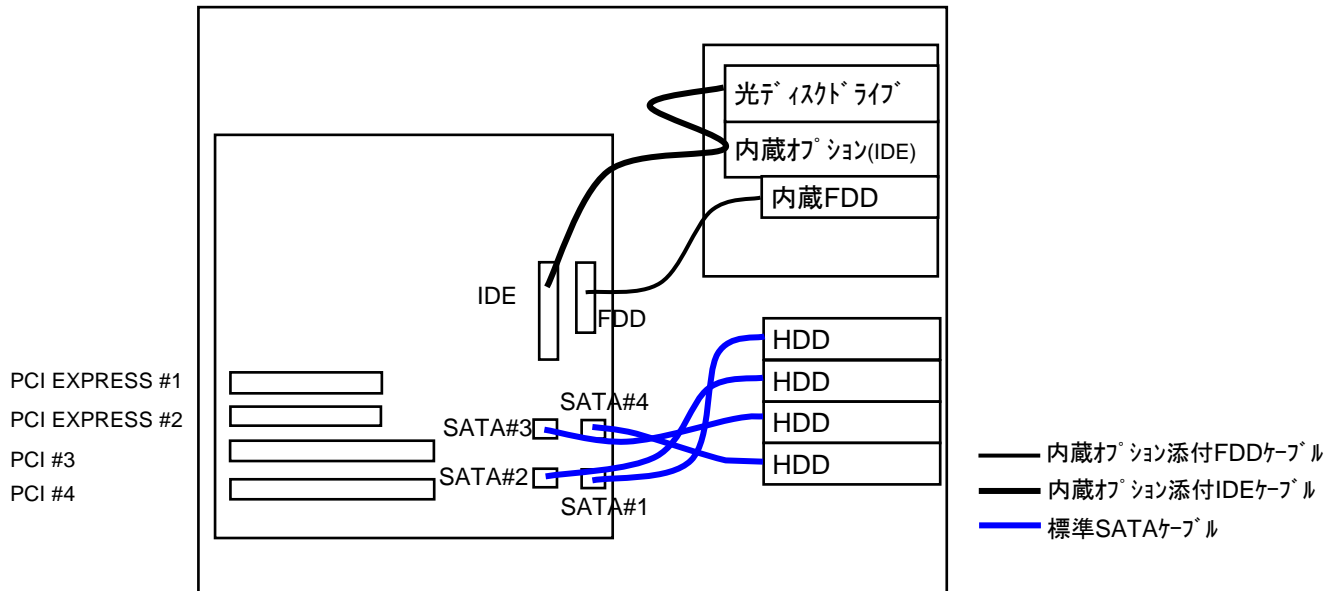 光ディスクドライブ
内蔵オプション(IDE)
内蔵FDD
IDE
FDD
HDD
HDD
HDD
HDD
PCI EXPRESS #1
PCI EXPRESS #2
PCI #3
PCI #4
SATA#4
SATA#3
SATA#2
SATA#1
内蔵オプション添付FDDケーブル
内蔵オプション添付IDEケーブル
標準SATAケーブル